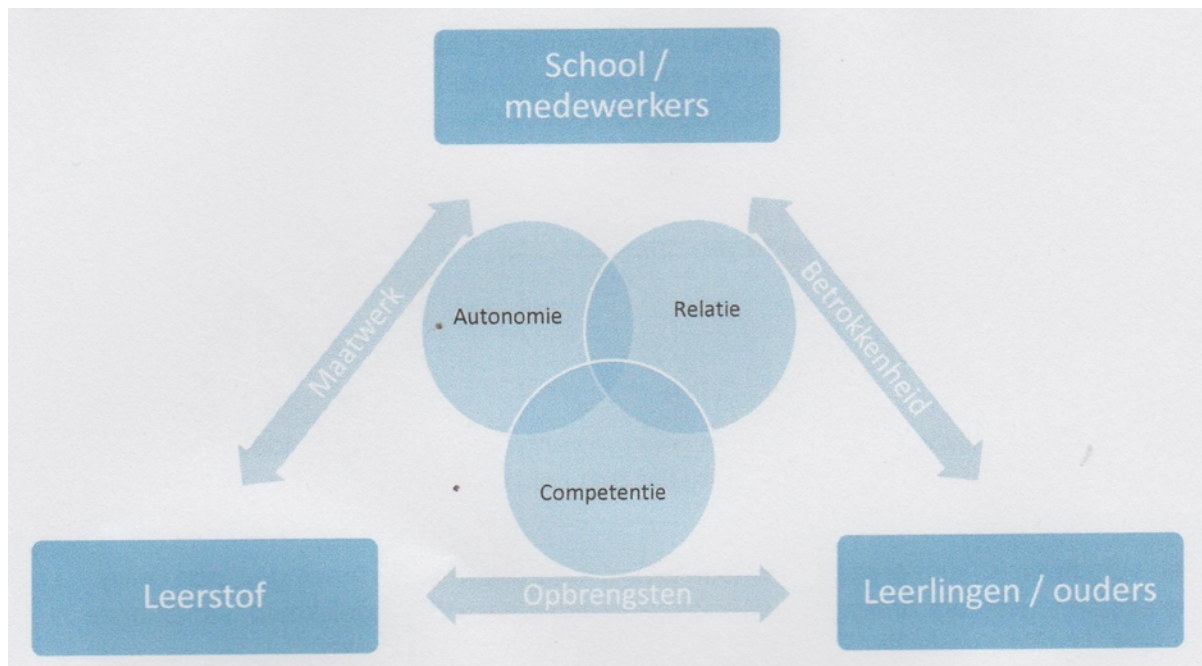 School /
medewerkers
Maatwerk
Autonomie
Relatie
Betrokkenheid
Competentie
Leerstof
Opbrengsten
Leerlingen / ouders